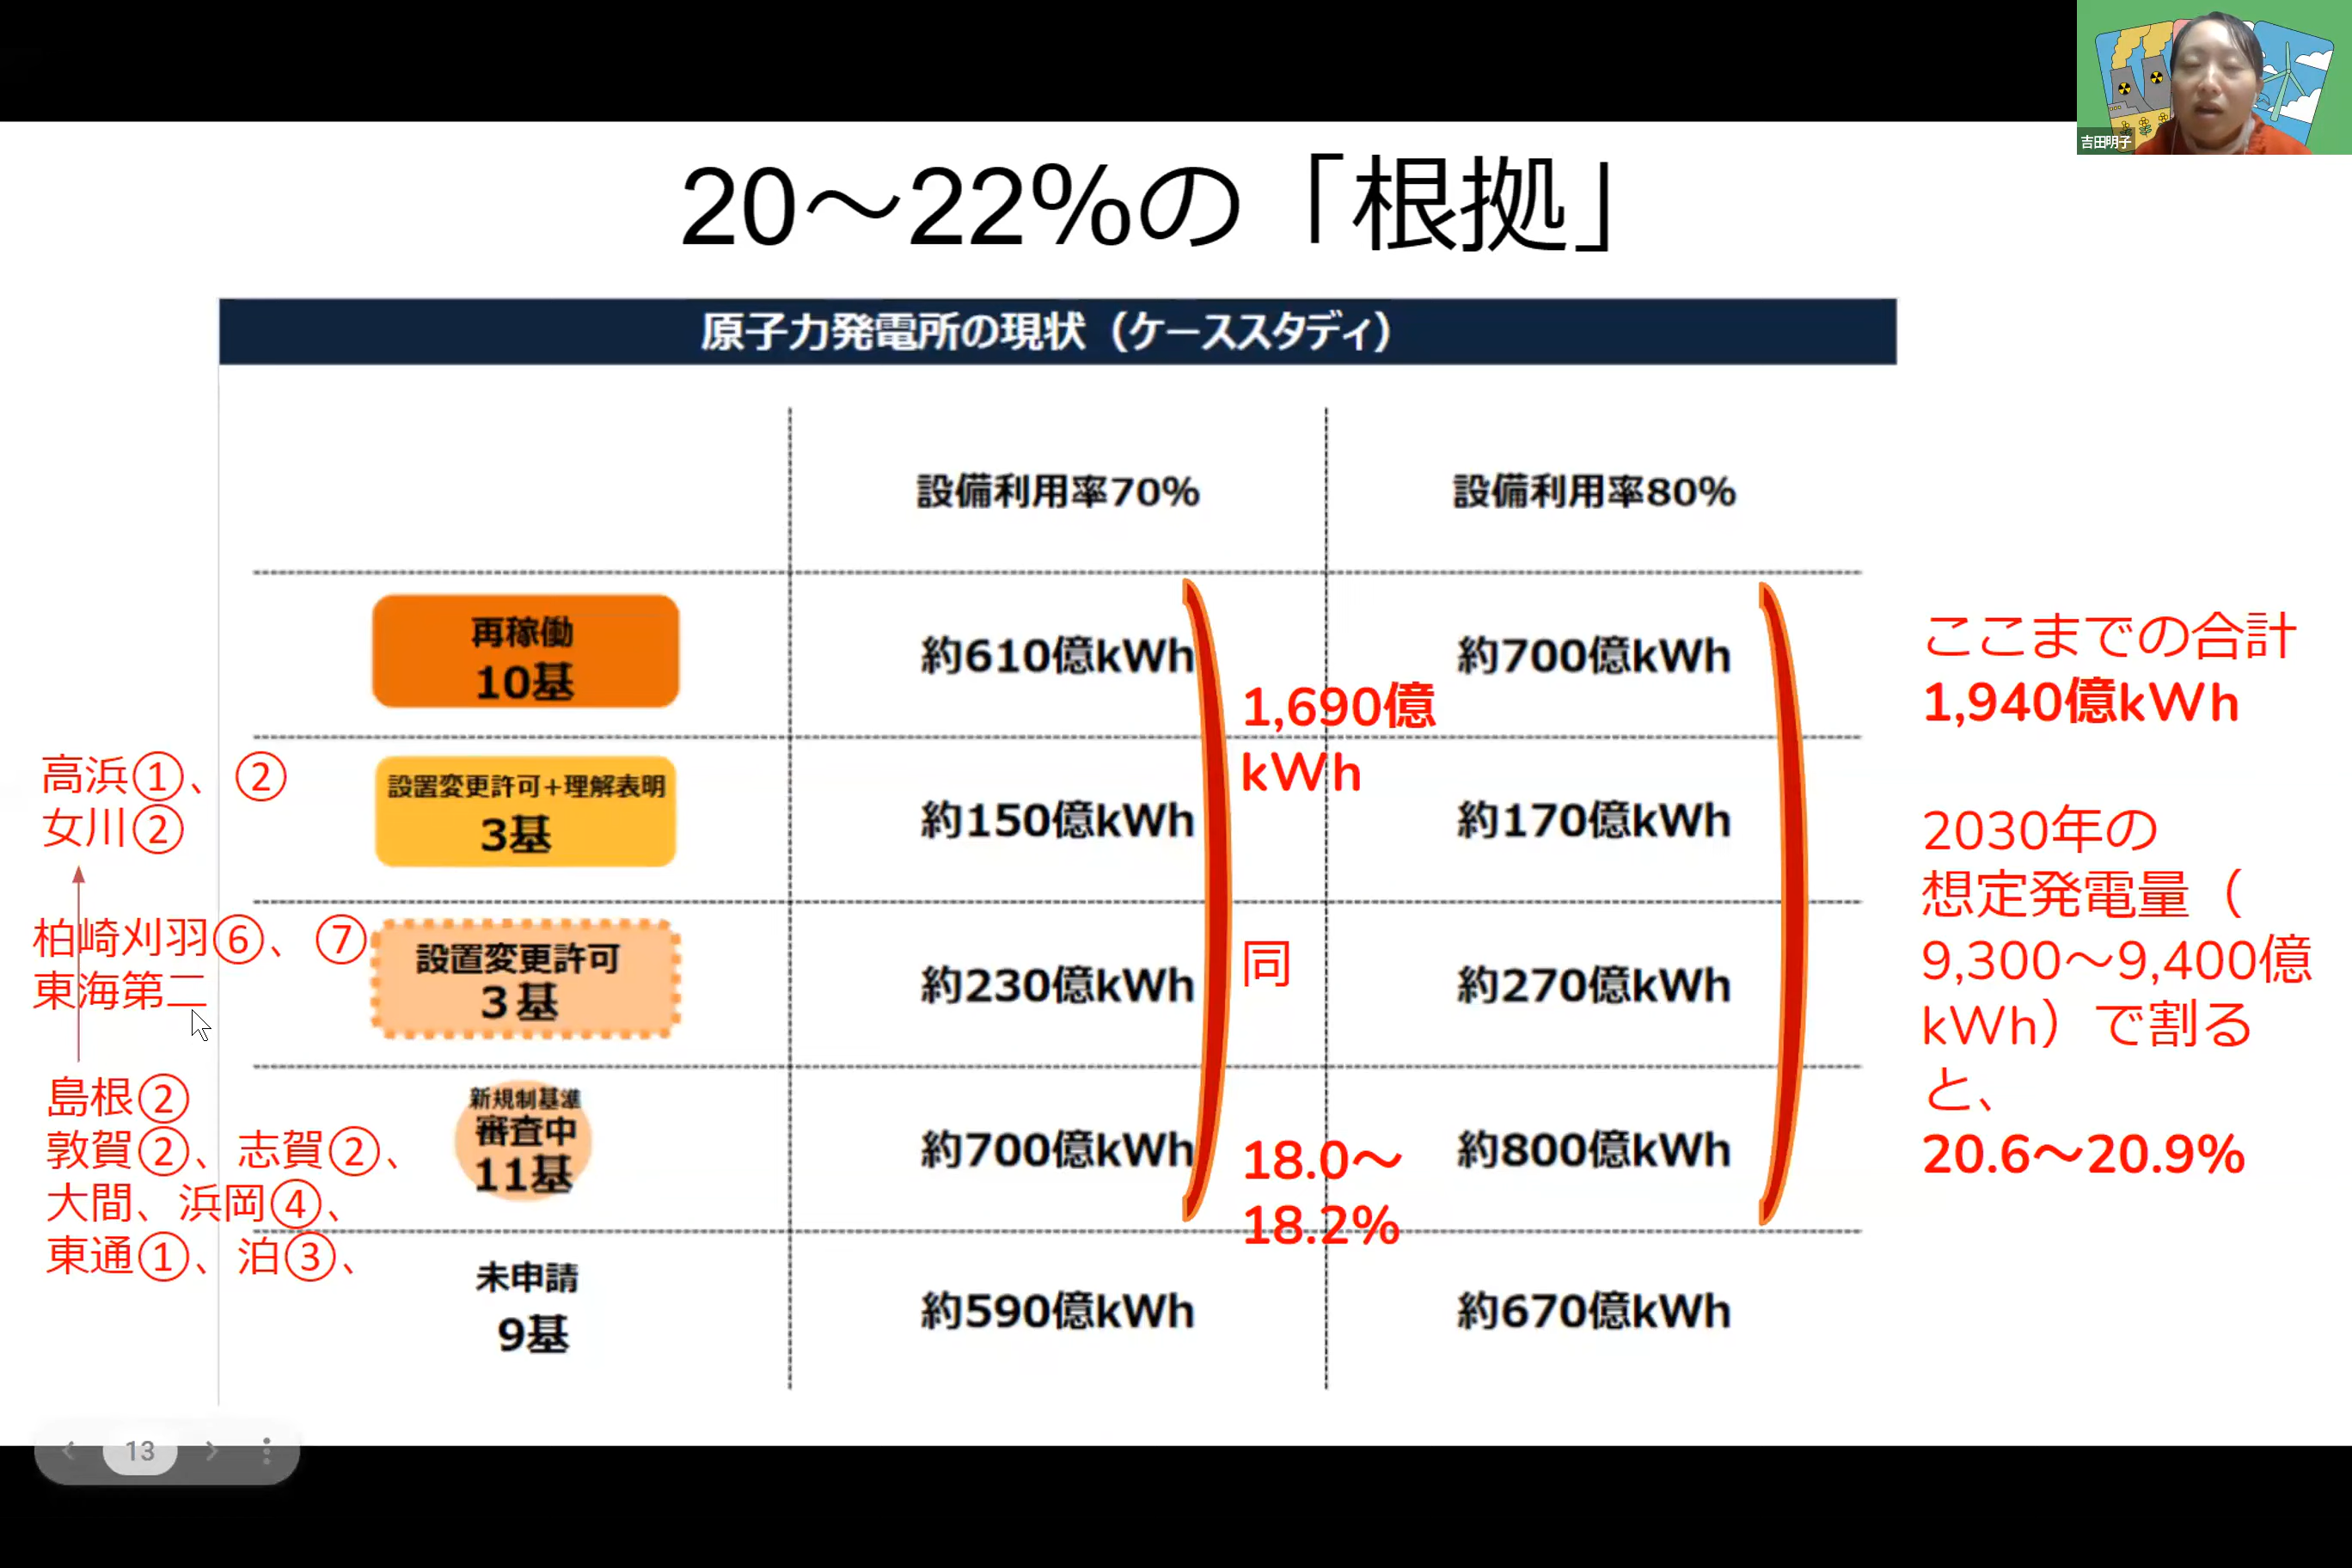 吉田明子
20〜22%の「根拠」
原子力発電所の現状（ケーススタディ）
設備利用率70%
設備利用率80%
再稼働
10基
約610億kWh
約700億kWh
高浜①、②
女川②
設置変更許可+理解表明
3基
約150億kWh
約170億kWh
柏崎刈羽⑥、⑦
東海第二
設置変更許可
3基
約230億kWh
約270億kWh
島根②
敦賀②、志賀②、
大間、浜岡④、
東通①、泊③、
新規制基準
審査中
11基
約700億kWh
約800億kWh
未申請
9基
約590億kWh
約670億kWh
1,690億
kWh
同
18.0〜
18.2%
ここまでの合計
1,940億kWh
2030年の
想定発電量（
9,300〜9,400億
kWh）で割る
と、
20.6〜20.9%
13